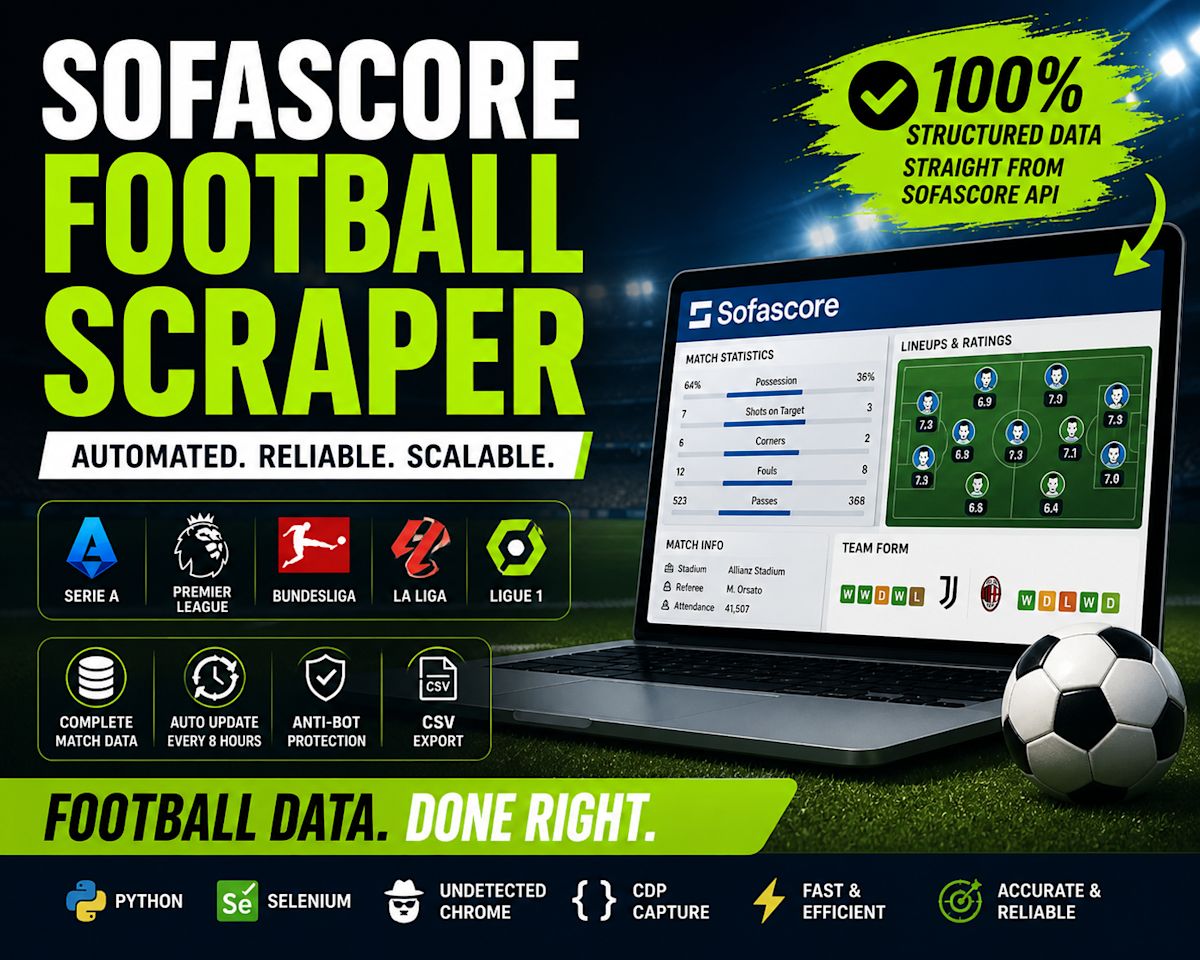 SOFASCORE
FOOTBALL
SCRAPER
AUTOMATED. RELIABLE. SCALABLE.
100%
STRUCTURED DATA
STRAIGHT FROM
SOFASCORE API
SERIE A
PREMIER
LEAGUE
BUNDESLIGA
LA LIGA
LIGUE 1
COMPLETE
MATCH DATA
AUTO UPDATE
EVERY 8 HOURS
ANTI-BOT
PROTECTION
CSV
CSV
EXPORT
Sofascore
MATCH STATISTICS
64% Possession 36%
7 Shots on Target 3
6 Corners 2
12 Fouls 8
523 Passes 368
LINEUPS & RATINGS
6.9 7.0
7.3
6.8 7.3 7.1
7.0
6.8 6.4
MATCH INFO
Stadium Allianz Stadium
Referee M. Orsato
Attendance 41,507
TEAM FORM
W W D W L W D L W D
FOOTBALL DATA. DONE RIGHT.
PYTHON
Se
SELENIUM
UNDETECTED
CHROME
{ }
CDP
CAPTURE
FAST &
EFFICIENT
ACCURATE &
RELIABLE